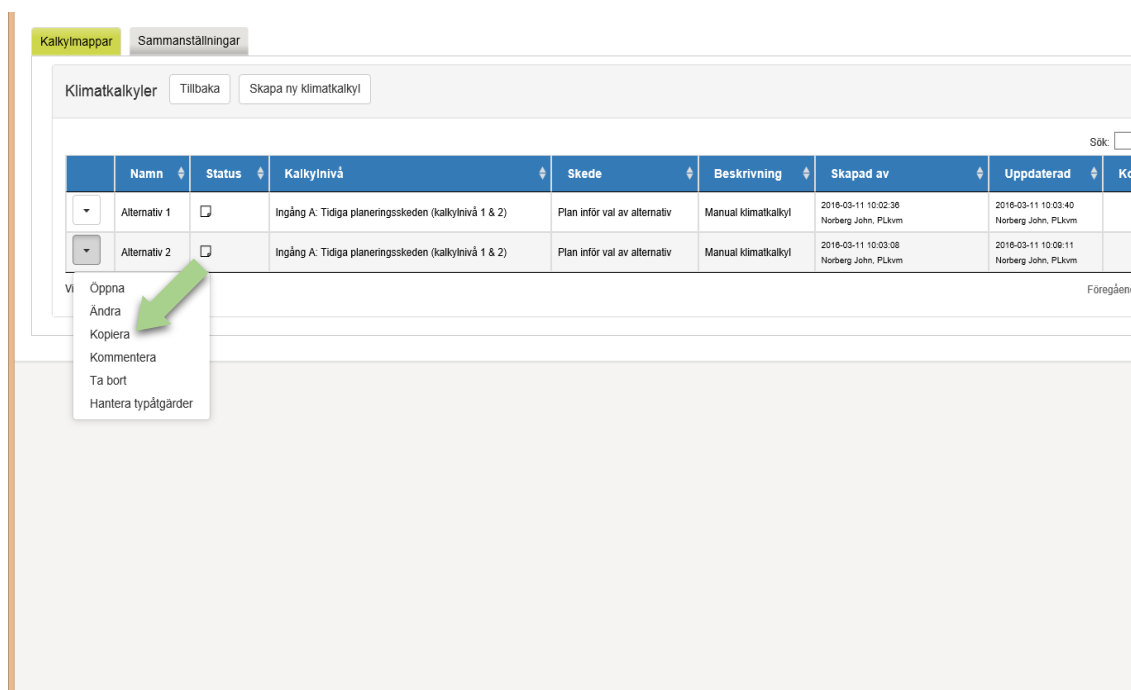 Kalkylmappar Sammanställningar
Klimatkalkyler Tillbaka Skapa ny klimatkalkyl
Sök:
Namn Status Kalkylnivå Skede Beskrivning Skapad av Uppdaterad
Alternativ 1 Ingång A: Tidiga planeringsskeden (kalkylnivå 1 & 2) Plan inför val av alternativ Manual klimatkalkyl 2016-03-11 10:02:36 2016-03-11 10:03:40
Norberg John, PLkvm Norberg John, PLkvm
Alternativ 2 Ingång A: Tidiga planeringsskeden (kalkylnivå 1 & 2) Plan inför val av alternativ Manual klimatkalkyl 2016-03-11 10:03:08 2016-03-11 10:09:11
Norberg John, PLkvm Norberg John, PLkvm
Öppna
Ändra
Kopiera
Kommentera
Ta bort
Hantera typåtgärder